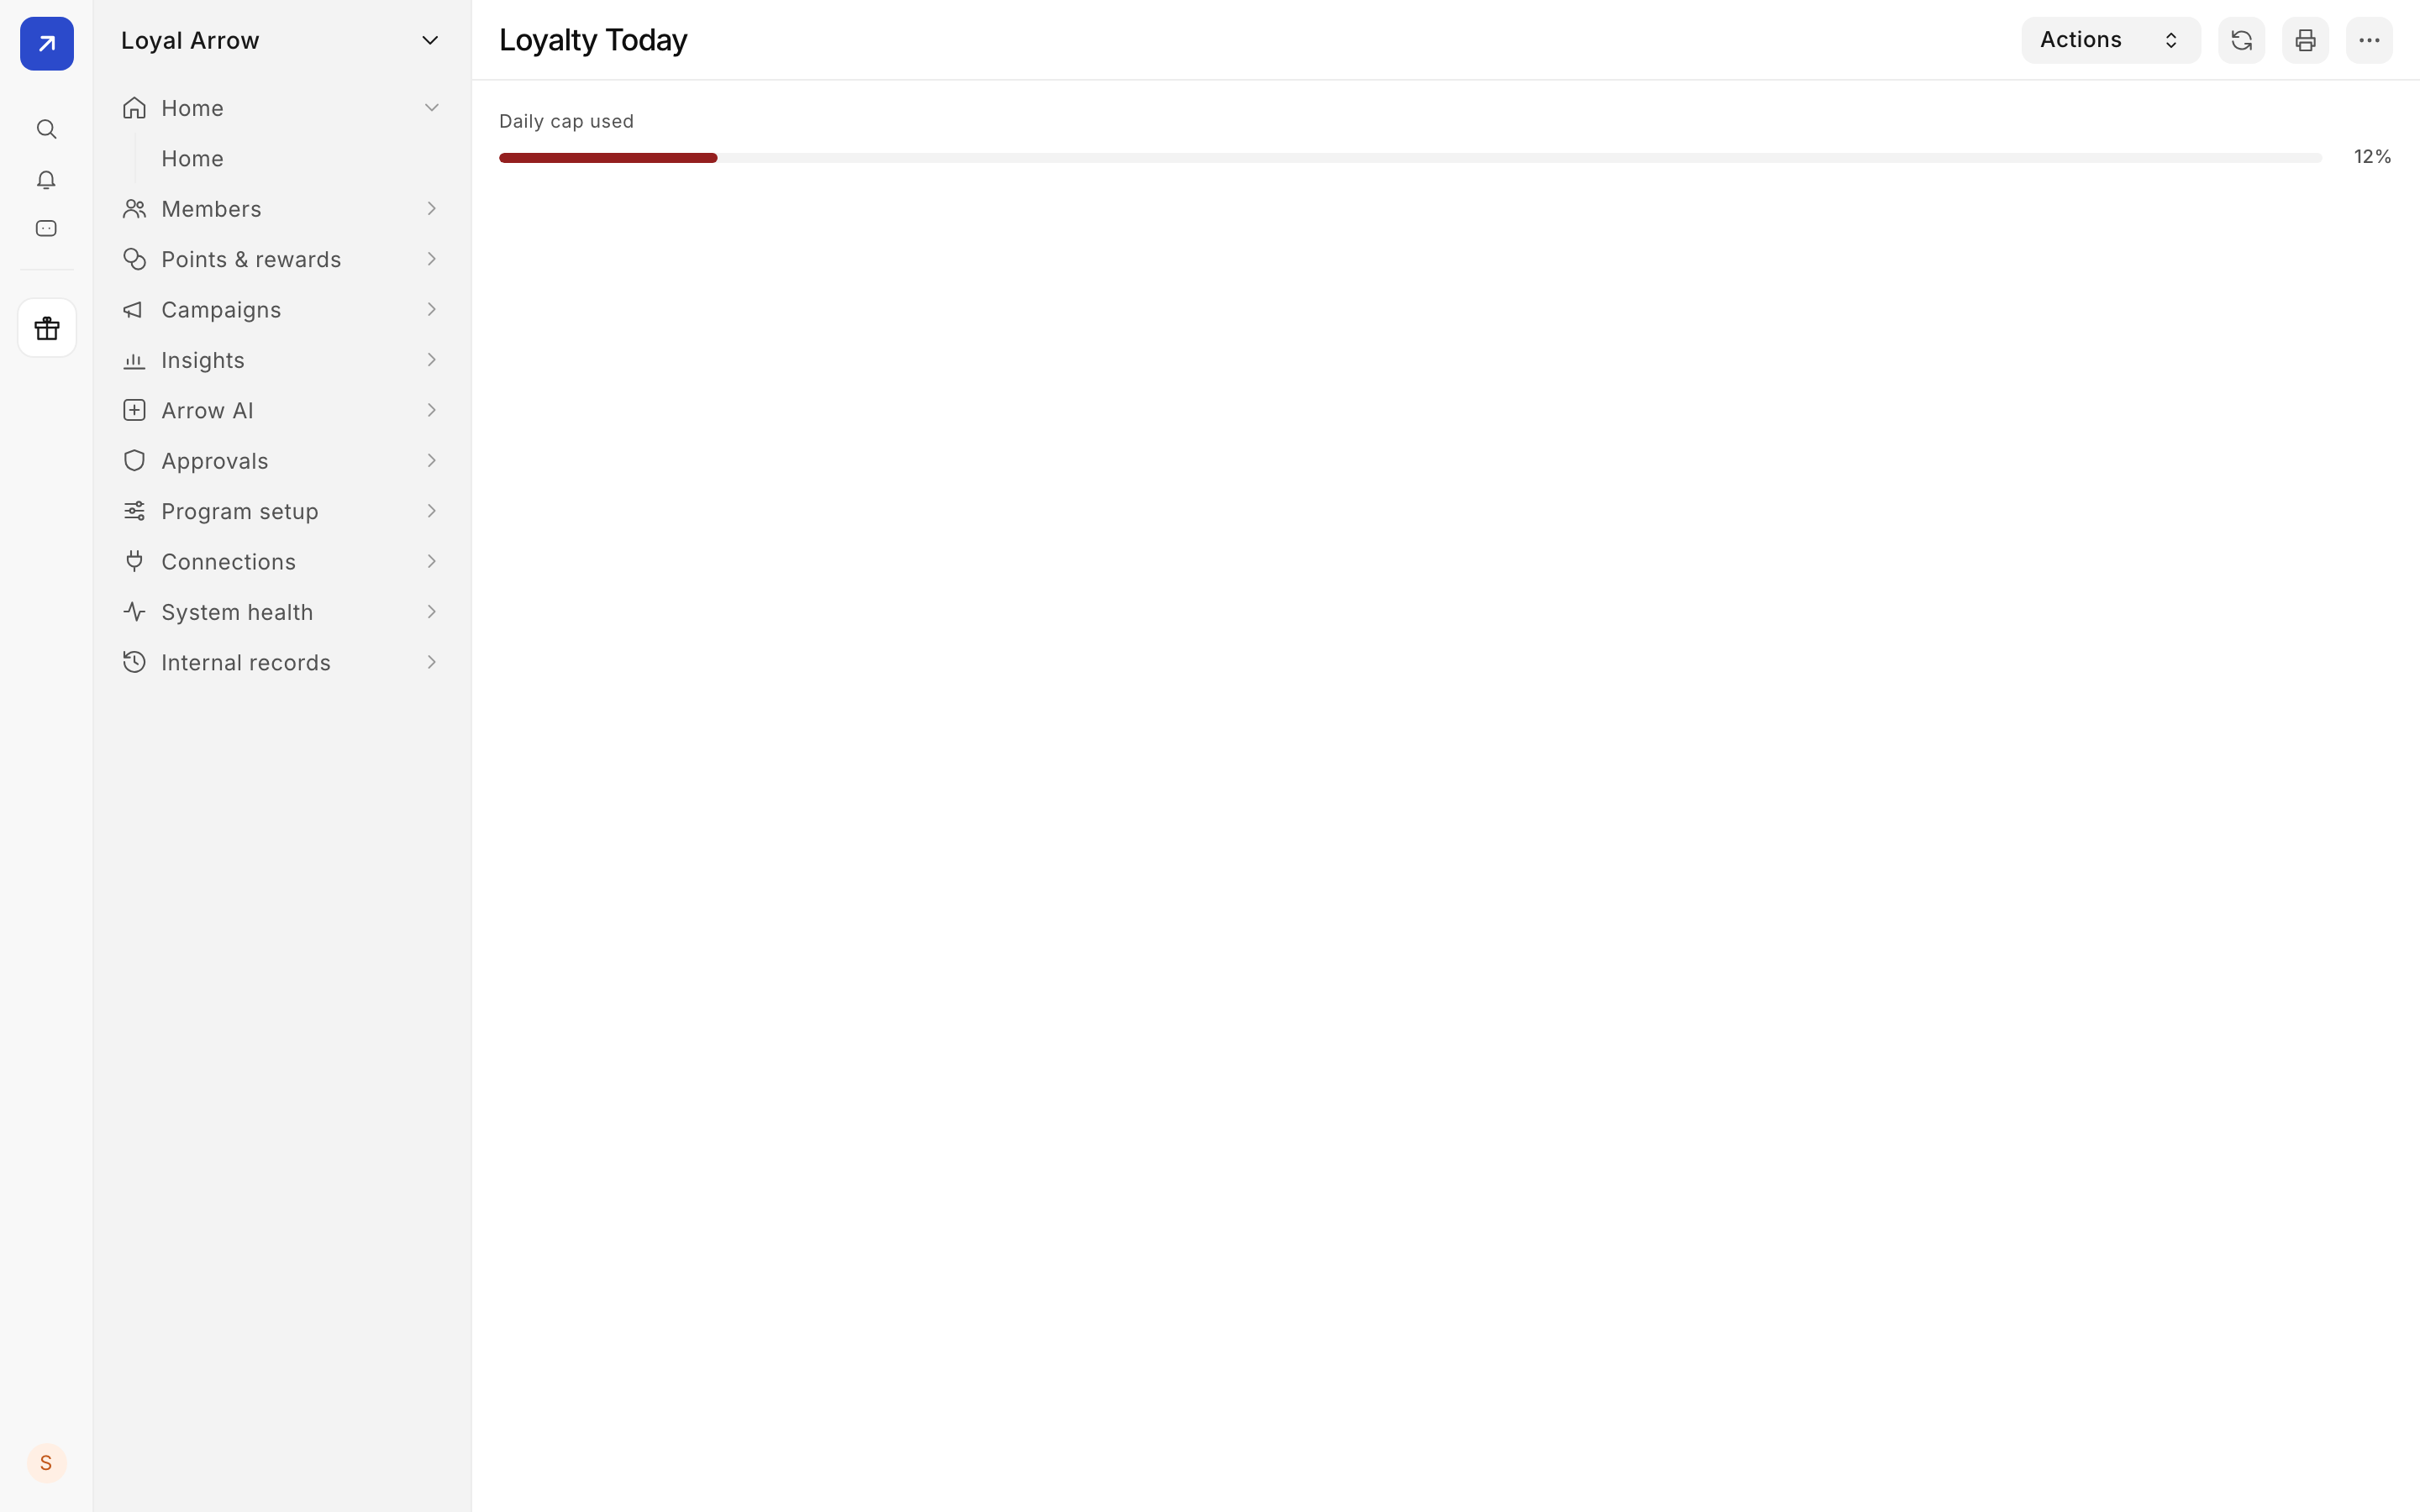 Loyal Arrow
Home
Home
Members
Points & rewards
Campaigns
Insights
Arrow AI
Approvals
Program setup
Connections
System health
Internal records
S
Loyalty Today
Actions
Daily cap used
12%